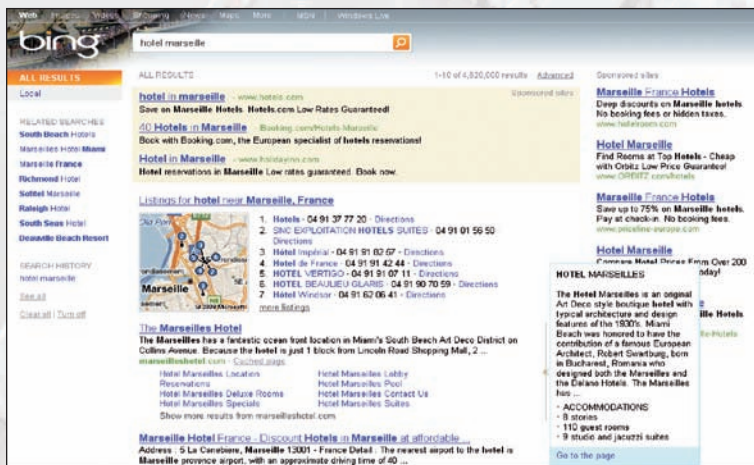 Web Images Videos Shopping News Maps More MSN Windows Live
bing
hotel marseille
ALL RESULTS
Local
RELATED SEARCHES
South Beach Hotels
Marseilles Hotel Miami
Marseille France
Richmond Hotel
Sofitel Marseille
Raleigh Hotel
South Seas Hotel
Deauville Beach Resort
SEARCH HISTORY
hotel marseille
See all
Clear all | Turn off
ALL RESULTS 1-10 of 4,820,000 results Advanced
hotel in marseille - www.hotels.com Sponsored sites
Save on Marseille Hotels. Hotels.com Low Rates Guaranteed!
40 Hotels in Marseille - Booking.com/Hotels-Marseille
Book with Booking.com, the European specialist of hotels reservations!
Hotel in Marseille - www.holidayinn.com
Hotel reservations in Marseille Low rates guaranteed. Book now.
Listings for hotel near Marseille, France
Marseille
1. Hotels - 04 91 37 77 20 - Directions
2. SNC EXPLOITATION HOTELS SUITES - 04 91 01 56 50 -
Directions
3. Hôtel Impérial - 04 91 91 82 67 - Directions
4. Hotel de France - 04 91 91 42 44 - Directions
5. HOTEL VERTIGO - 04 91 91 07 11 - Directions
6. HOTEL BEAULIEU GLARIS - 04 91 90 70 59 - Directions
7. Hôtel Windsor - 04 91 62 06 41 - Directions
more listings
The Marseilles Hotel
The Marseilles has a fantastic ocean front location in Miami's South Beach Art Deco District on
Collins Avenue. Because the hotel is just 1 block from Lincoln Road Shopping Mall, 2 ...
marseilleshotel.com - Cached page
Hotel Marseilles Location Hotel Marseilles Lobby
Reservations Hotel Marseilles Pool
Hotel Marseilles Deluxe Rooms Hotel Marseilles Contact Us
Hotel Marseilles Specials Hotel Marseilles Suites
Show more results from marseilleshotel.com
Marseille Hotel France - Discount Hotels in Marseille at affordable ...
Address : 5 La Canebiere, Marseille 13001 - France Detail : The nearest airport to the hotel is
Marseille provence airport, with an approximate driving time of 40 ...
Sponsored sites
Marseille France Hotels
Deep discounts on Marseille hotels.
No booking fees or hidden taxes.
www.hotelroom.com
Hotel Marseille
Find Rooms at Top Hotels - Cheap
with Orbitz Low Price Guarantee!
www.ORBITZ.com/hotels
Hotel Marseille
Save up to 75% on Marseille hotels.
Pay at check-in. No booking fees.
www.priceline-europe.com
Hotel Marseille
Compare Hotel Prices From Over 200
HOTEL MARSEILLES
The Hotel Marseilles is an original
Art Deco style boutique hotel with
typical architecture and design
features of the 1930's. Miami
Beach was honored to have the
contribution of a famous European
Architect, Robert Swartburg, born
in Bucharest, Romania who
designed both the Marseilles and
the Delano Hotels. The Marseilles
has ...
· ACCOMMODATIONS
· 8 stories
· 110 guest rooms
· 9 studio and jacuzzi suites
Go to the page